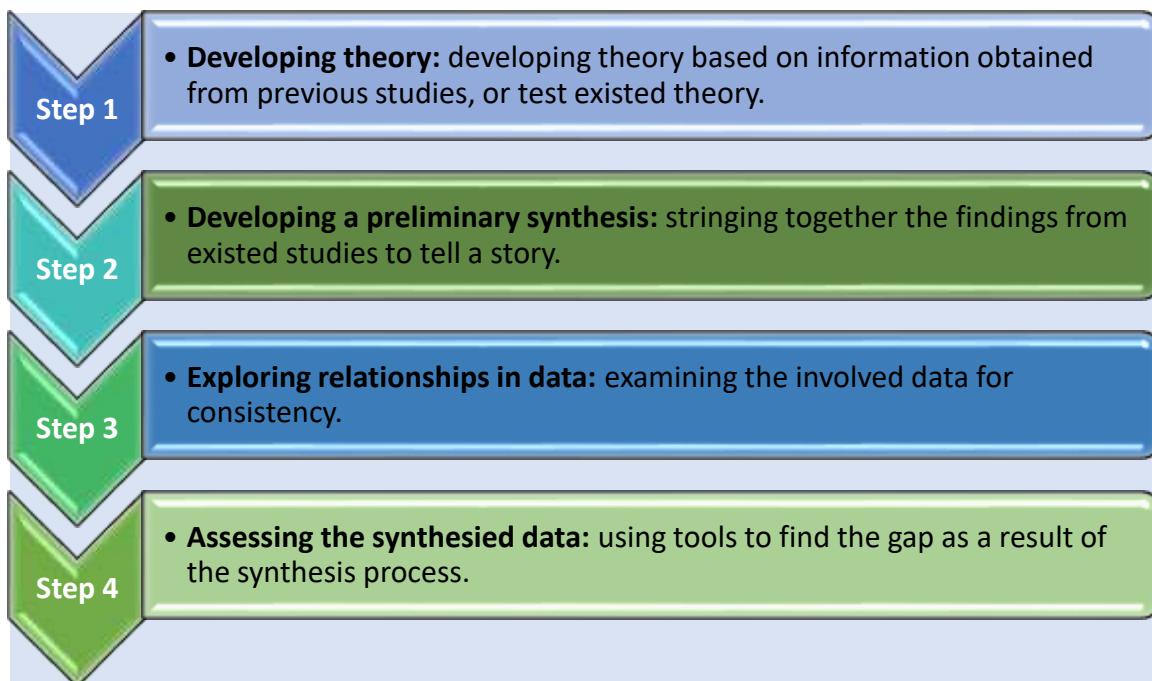 Step 1
• Developing theory: developing theory based on information obtained
from previous studies, or test existed theory.
Step 2
• Developing a preliminary synthesis: stringing together the findings from
existed studies to tell a story.
Step 3
• Exploring relationships in data: examining the involved data for
consistency.
Step 4
• Assessing the synthesied data: using tools to find the gap as a result of
the synthesis process.